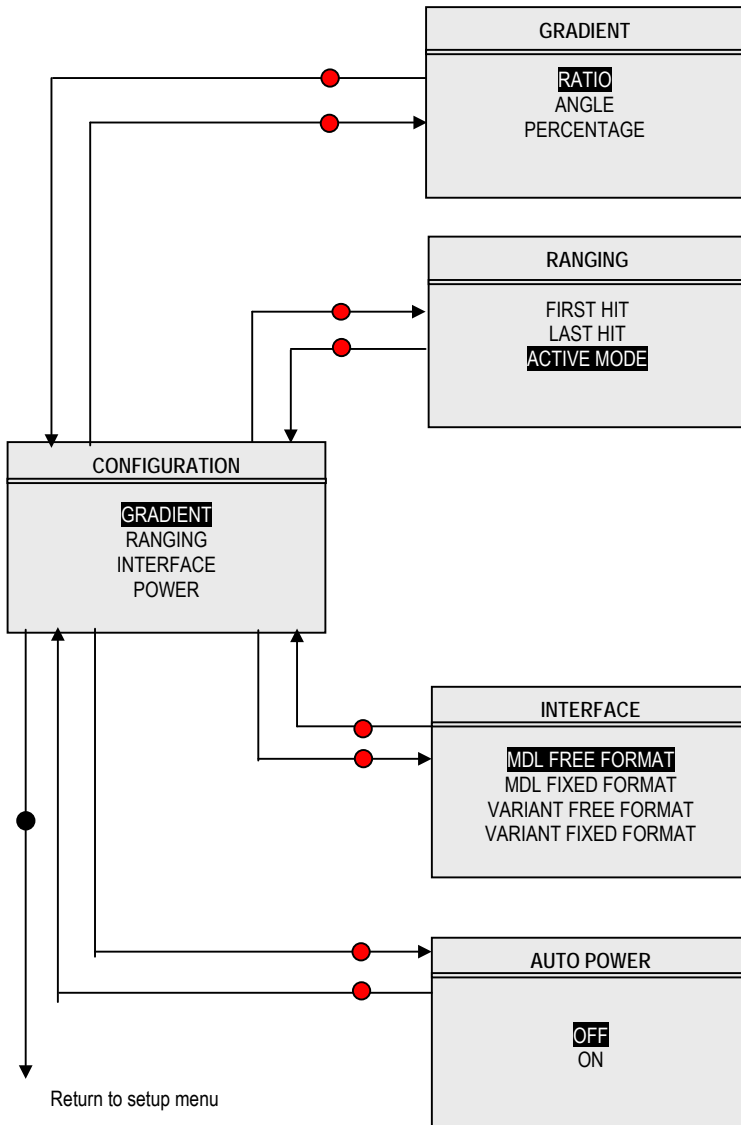 GRADIENT
RATIO
ANGLE
PERCENTAGE
RANGING
FIRST HIT
LAST HIT
ACTIVE MODE
CONFIGURATION
GRADIENT
RANGING
INTERFACE
POWER
INTERFACE
MDL FREE FORMAT
MDL FIXED FORMAT
VARIANT FREE FORMAT
VARIANT FIXED FORMAT
AUTO POWER
OFF
ON
Return to setup menu